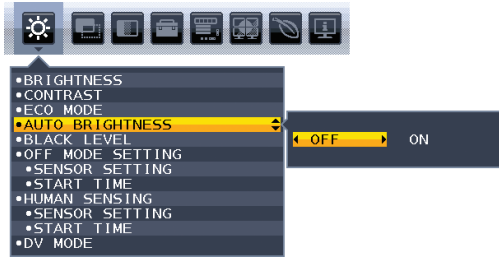 •BRIGHTNESS
•CONTRAST
•ECO MODE
•AUTO BRIGHTNESS
OFF ON
•BLACK LEVEL
•OFF MODE SETTING
•SENSOR SETTING
•START TIME
•HUMAN SENSING
•SENSOR SETTING
•START TIME
•DV MODE